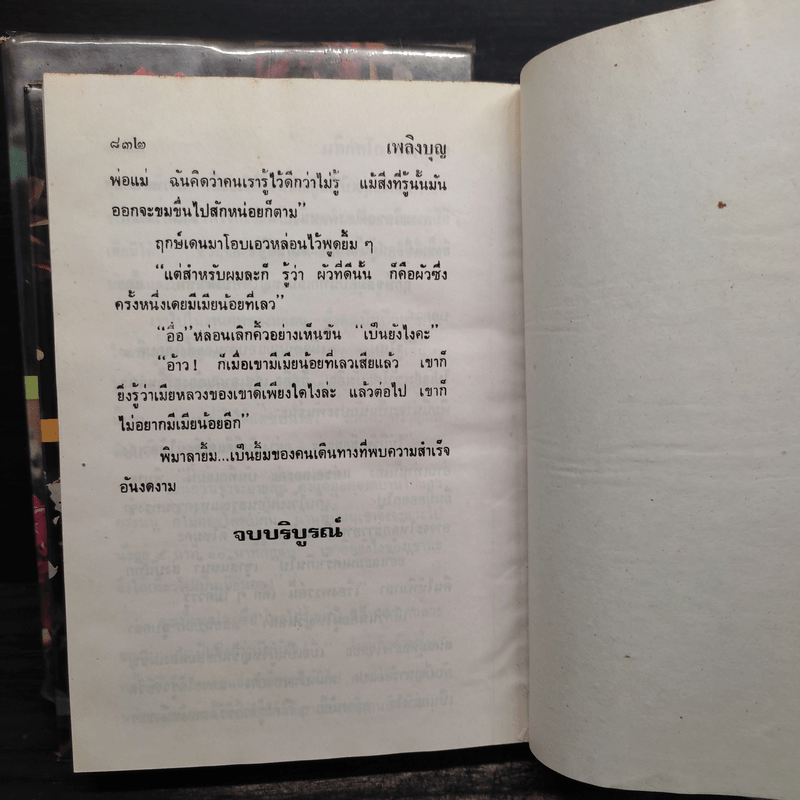 ๘๓๒ เพลิงบุญ
พ่อแม่ ฉันคิดว่าคนเรารู้ไว้ดีกว่าไม่รู้ แม้สิ่งที่รู้นั้นมัน
ออกจะขมขื่นไปสักหน่อยก็ตาม”
ฤกษ์เดนมาโอบเอวหล่อนไว้พูดยิ้ม ๆ
“แต่สำหรับผมละก็ รู้ว่า ผัวที่ดีนั้น ก็คือผัวซึ่ง
ครั้งหนึ่งเคยมีเมียน้อยที่เลว”
“อื้อ” หล่อนเลิกคิ้วอย่างเห็นขัน “เป็นยังไงคะ”
“อ้าว ! ก็เมื่อเขามีเมียน้อยที่เลวเสียแล้ว เขาก็
ยิ่งรู้ว่าเมียหลวงของเขาดีเพียงใดไงล่ะ แล้วต่อไป เขาก็
ไม่อยากมีเมียน้อยอีก”
พิมาลายิ้ม...เป็นยิ้มของคนเดินทางที่พบความสำเร็จ
อันงดงาม
จบบริบูรณ์